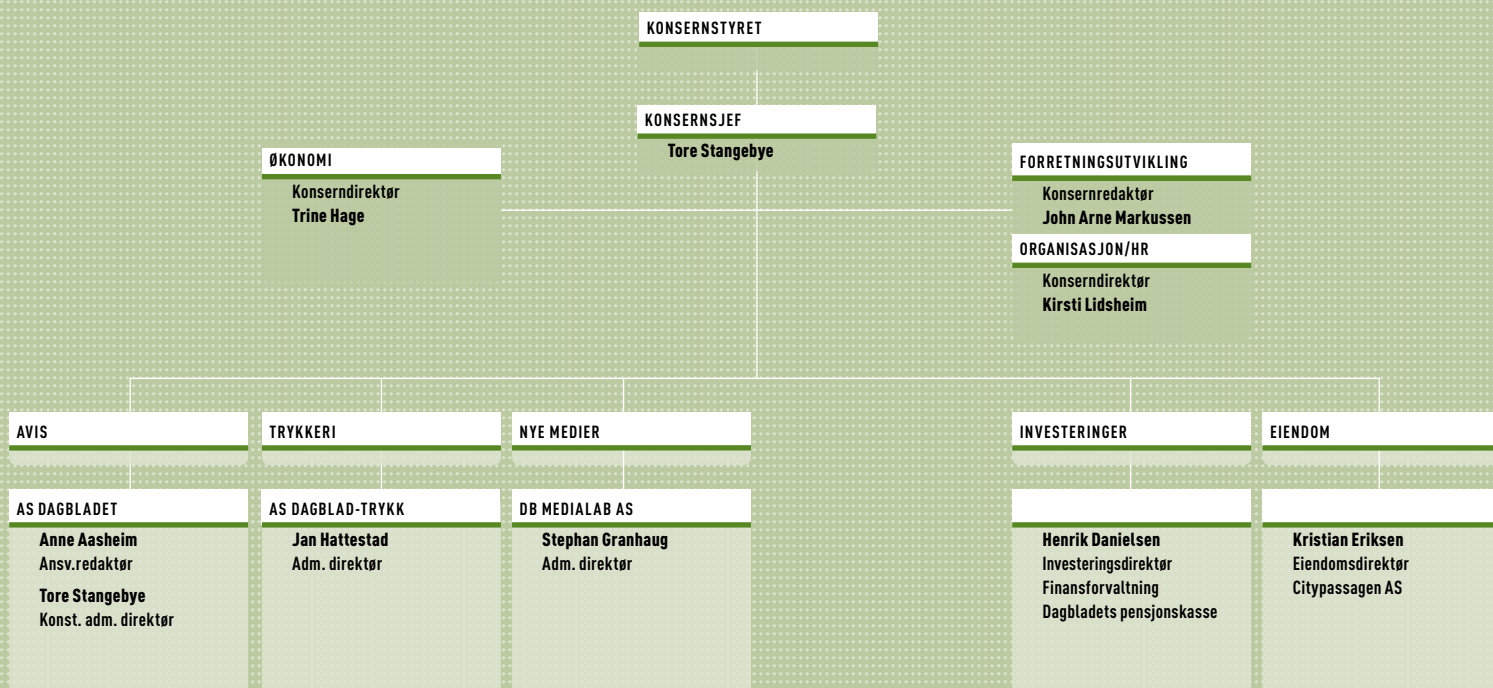 KONSERNSTYRET
KONSERNSJEF
Tore Stangebye
ØKONOMI
Konserndirektør
Trine Hage
FORRETNINGSUTVIKLING
Konsernredaktør
John Arne Markussen
ORGANISASJON/HR
Konserndirektør
Kirsti Lidsheim
AVIS
TRYKKERI
NYE MEDIER
INVESTERINGER
EIENDOM
AS DAGBLADET
Anne Aasheim
Ansv.redaktør
Tore Stangebye
Konst. adm. direktør
AS DAGBLAD-TRYKK
Jan Hattestad
Adm. direktør
DB MEDIALAB AS
Stephan Granhaug
Adm. direktør
Henrik Danielsen
Investeringsdirektør
Finansforvaltning
Dagbladets pensjonskasse
Kristian Eriksen
Eiendomsdirektør
Citypassagen AS